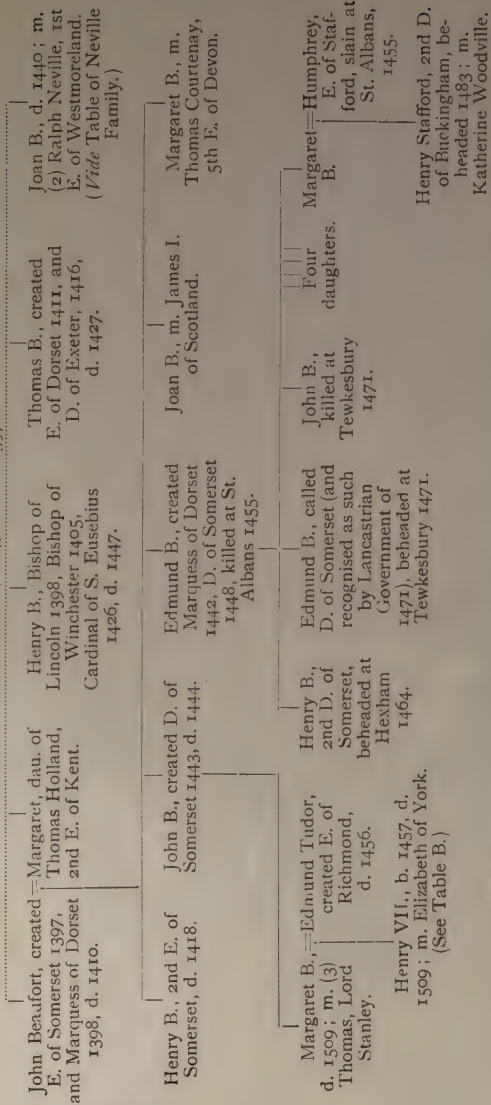 John Beaufort, created
E. of Somerset 1397,
and Marquess of Dorset
1398, d. 1410.
=Margaret, dau. of
Thomas Holland,
2nd E. of Kent.
Henry B., Bishop of
Lincoln 1398, Bishop of
Winchester 1405,
Cardinal of S. Eusebius
1426, d. 1447.
Thomas B., created
E. of Dorset 1411, and
D. of Exeter, 1416,
d. 1427.
Joan B., d. 1440; m.
(2) Ralph Neville, 1st
E. of Westmoreland.
(Vide Table of Neville
Family.)
Henry B., 2nd E. of
Somerset, d. 1418.
John B., created D. of
Somerset 1443, d. 1444.
Edmund B., created
Marquess of Dorset
1442, D. of Somerset
1448, killed at St.
Albans 1455.
Joan B., m. James I.
of Scotland.
Margaret B., m.
Thomas Courtenay,
5th E. of Devon.
Margaret B.,
d. 1509; m. (3)
Thomas, Lord
Stanley.
=Edmund Tudor,
created E. of
Richmond,
d. 1456.
Henry B.,
2nd D. of
Somerset,
beheaded at
Hexham
1464.
Edmund B., called
D. of Somerset (and
recognised as such
by Lancastrian
Government of
1471), beheaded at
Tewkesbury 1471.
John B.,
killed at
Tewkesbury
1471.
Four
daughters.
Margaret
B.
=Humphrey,
E. of Staf-
ford, slain at
St. Albans,
1455.
Henry VII., b. 1457, d.
1509; m. Elizabeth of York.
(See Table B.)
Henry Stafford, 2nd D.
of Buckingham, be-
headed 1483; m.
Katherine Woodville.